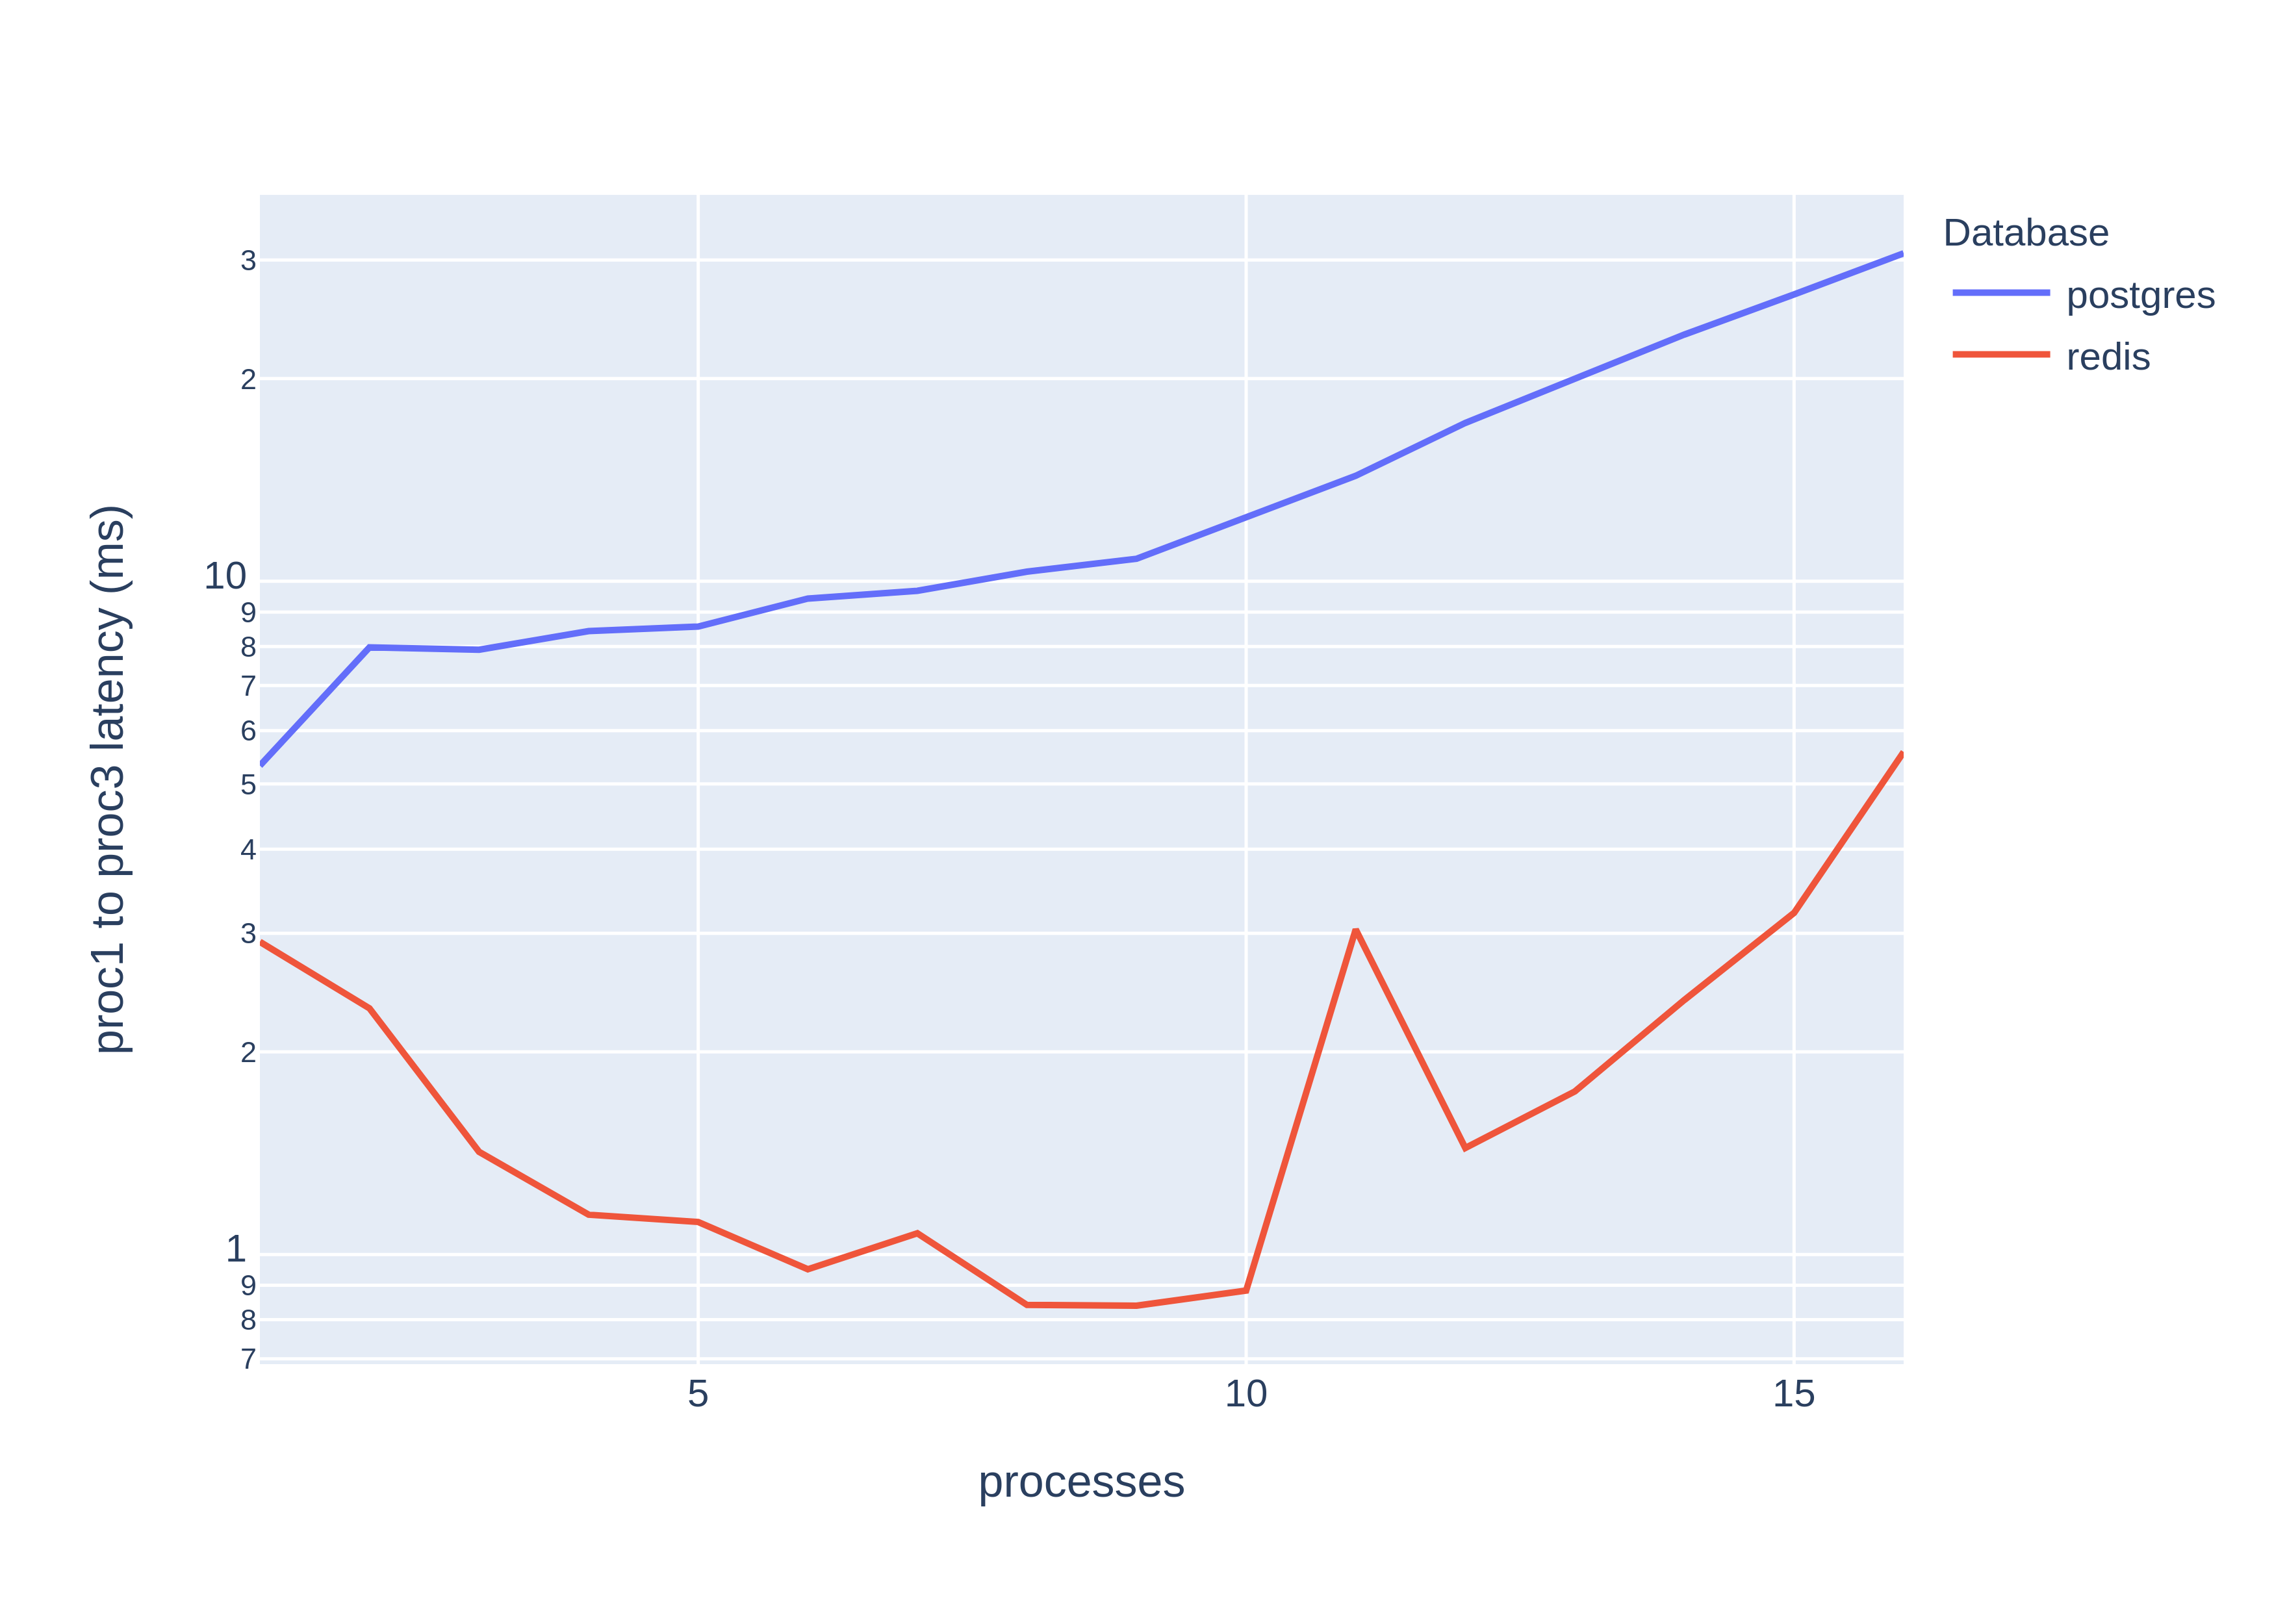 3
2
10
9
8
7
6
5
4
3
2
1
9
8
7
5 10 15
processes
proc1 to proc3 latency (ms)
Database
postgres
redis